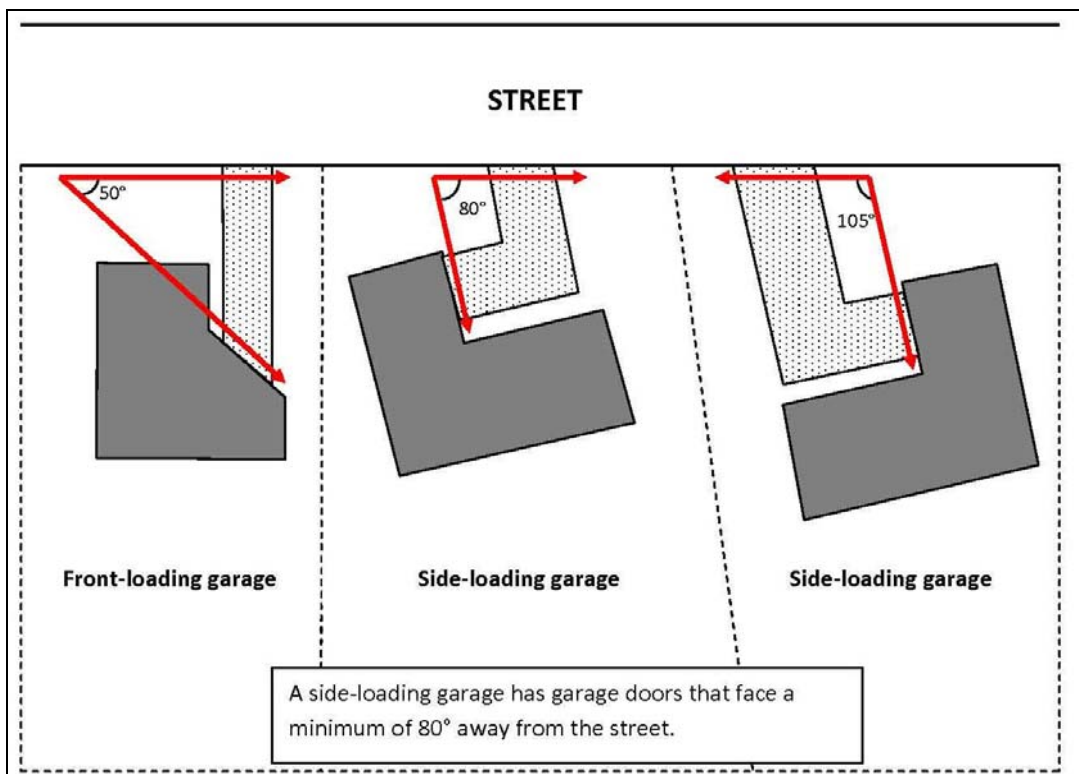 STREET
50°
80°
105°
Front-loading garage
Side-loading garage
Side-loading garage
A side-loading garage has garage doors that face a
minimum of 80° away from the street.